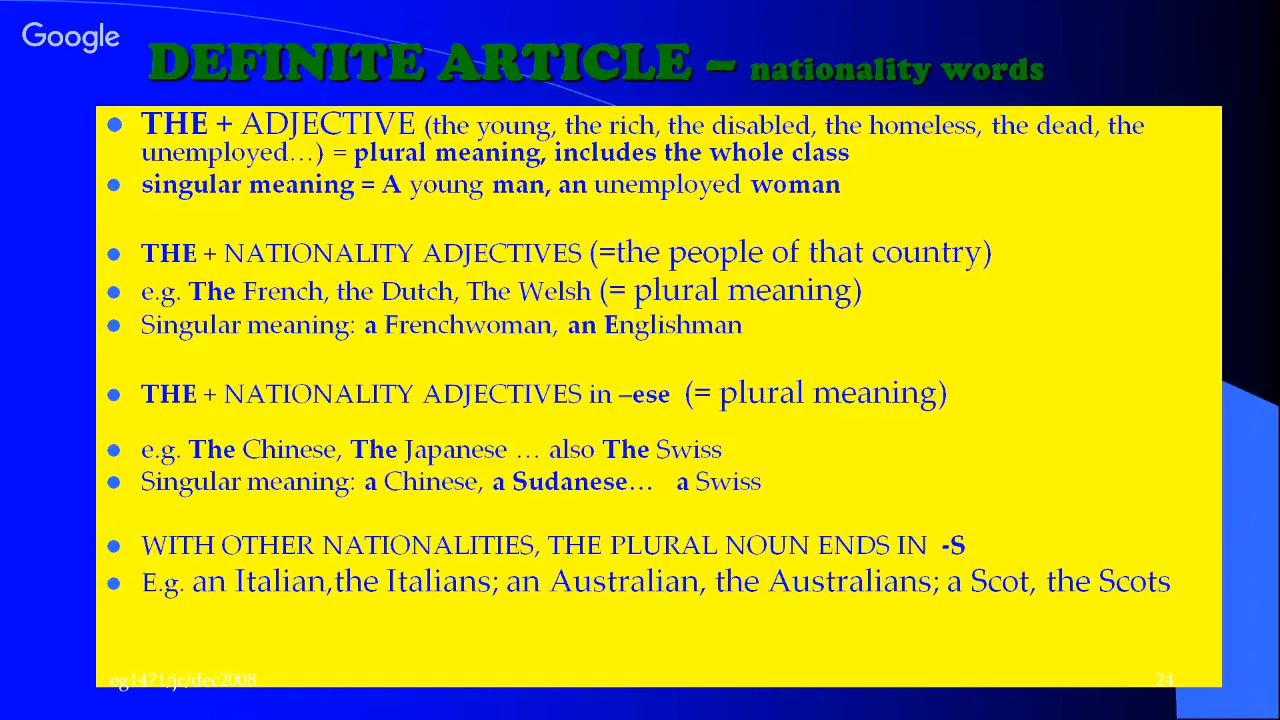 Google
DEFINITE ARTICLE – nationality words
THE + ADJECTIVE (the young, the rich, the disabled, the homeless, the dead, the
unemployed…) = plural meaning, includes the whole class
singular meaning = A young man, an unemployed woman
THE + NATIONALITY ADJECTIVES (=the people of that country)
e.g. The French, the Dutch, The Welsh (= plural meaning)
Singular meaning: a Frenchwoman, an Englishman
THE + NATIONALITY ADJECTIVES in –ese (= plural meaning)
e.g. The Chinese, The Japanese … also The Swiss
Singular meaning: a Chinese, a Sudanese… a Swiss
WITH OTHER NATIONALITIES, THE PLURAL NOUN ENDS IN -S
E.g. an Italian,the Italians; an Australian, the Australians; a Scot, the Scots
eg1471/jc/dec2008
24